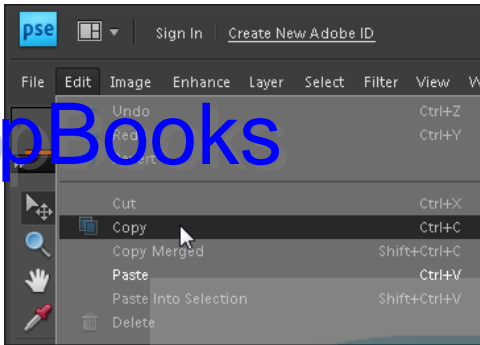 pse Sign In Create New Adobe ID
File Edit Image Enhance Layer Select Filter View
Undo Ctrl+Z
Red Ctrl+Y
pBooks
Cut Ctrl+X
Copy Ctrl+C
Copy Merged Shift+Ctrl+C
Paste Ctrl+V
Paste Into Selection Shift+Ctrl+V
Delete